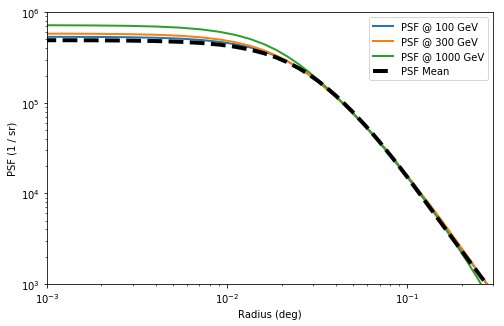 10⁶
10⁵
10⁴
10³
PSF (1 / sr)
PSF @ 100 GeV
PSF @ 300 GeV
PSF @ 1000 GeV
PSF Mean
10⁻³
10⁻²
10⁻¹
Radius (deg)